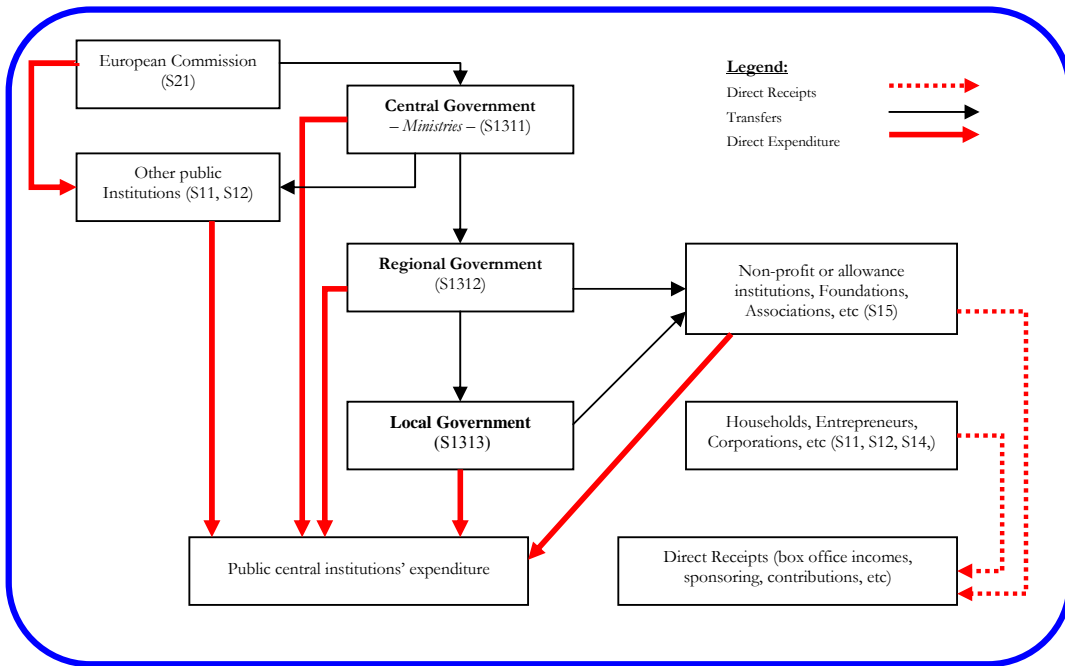 European Commission
(S21)
Central Government
– Ministries – (S1311)
Legend:
Direct Receipts
Transfers
Direct Expenditure
Other public
Institutions (S11, S12)
Regional Government
(S1312)
Non-profit or allowance
institutions, Foundations,
Associations, etc (S15)
Local Government
(S1313)
Households, Entrepreneurs,
Corporations, etc (S11, S12, S14,)
Public central institutions’ expenditure
Direct Receipts (box office incomes,
sponsoring, contributions, etc)